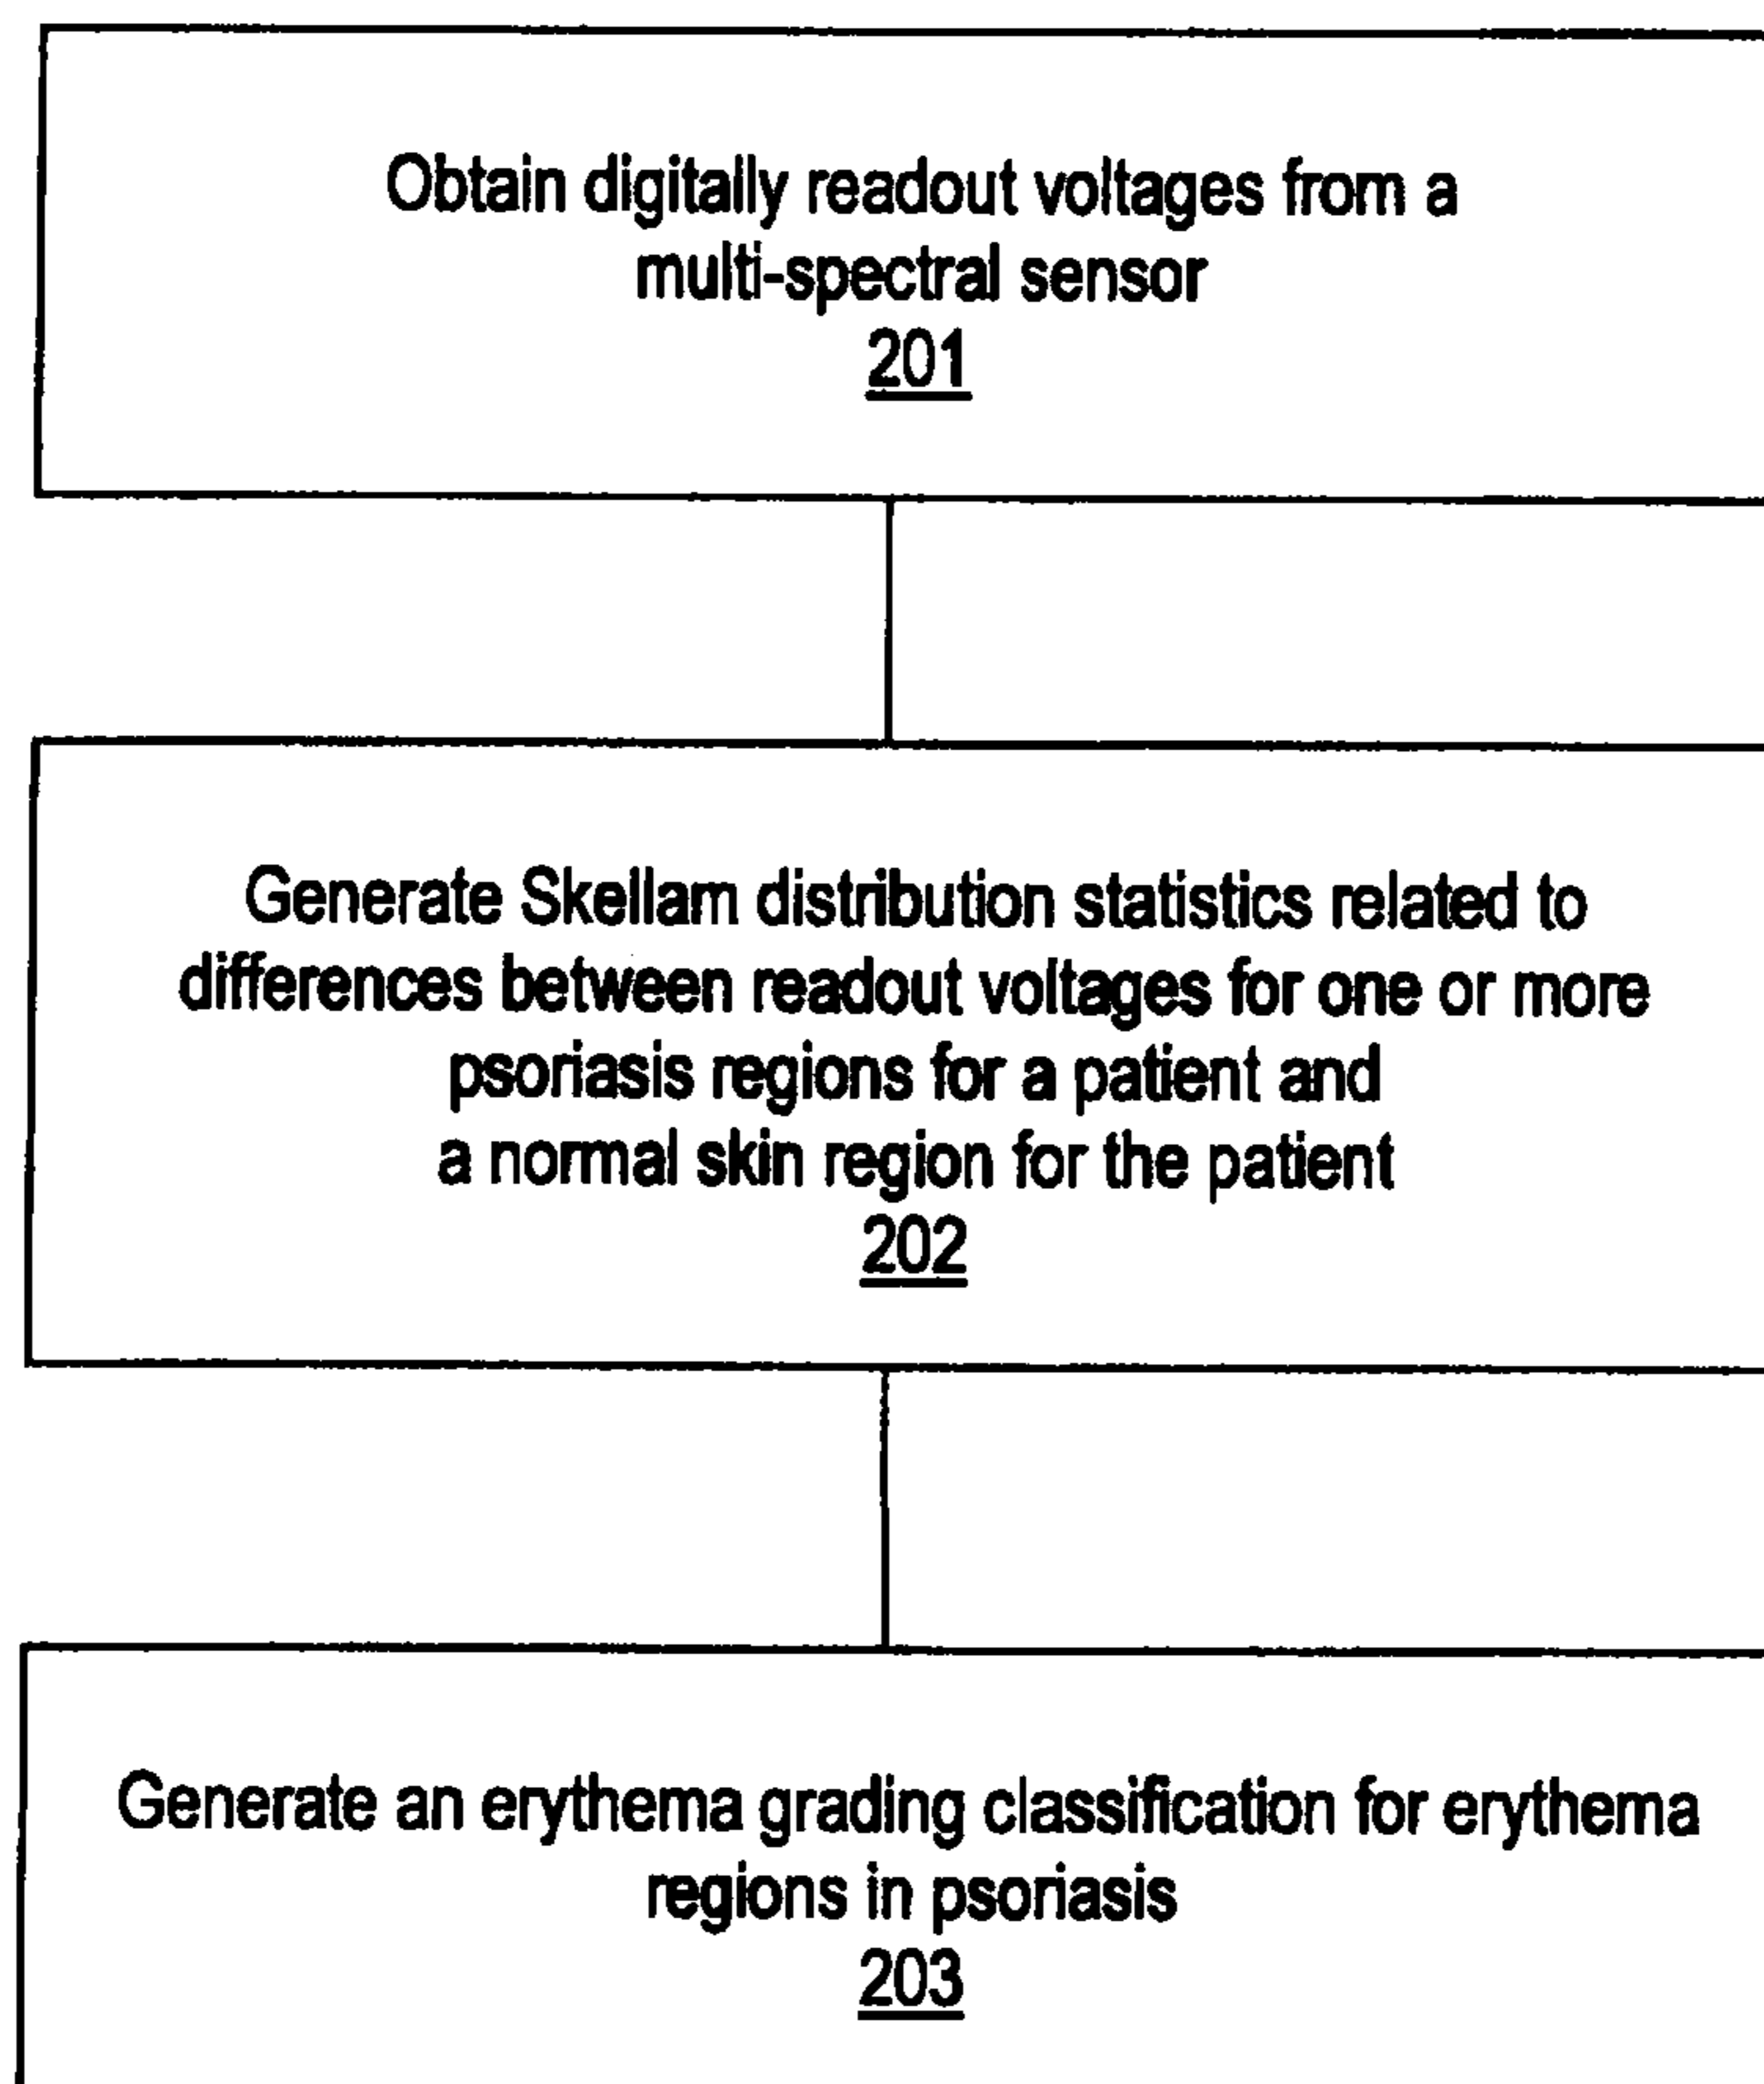 Obtain digitally readout voltages from a
multi-spectral sensor
201
Generate Skellam distribution statistics related to
differences between readout voltages for one or more
psoriasis regions for a patient and
a normal skin region for the patient
202
Generate an erythema grading classification for erythema
regions in psoriasis
203